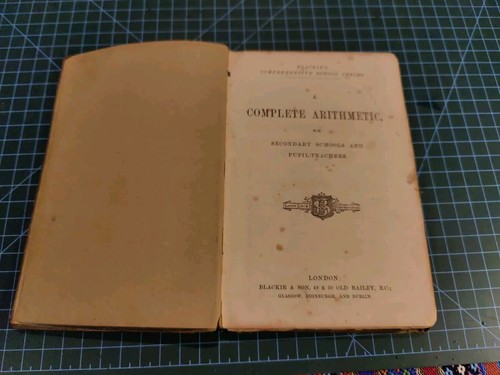 BLACKIE'S
COMPREHENSIVE SCHOOL SERIES
A
COMPLETE ARITHMETIC,
FOR
SECONDARY SCHOOLS AND
PUPIL-TEACHERS.
B
LONDON:
BLACKIE & SON, 49 & 50 OLD BAILEY, E.C.;
GLASGOW, EDINBURGH, AND DUBLIN.